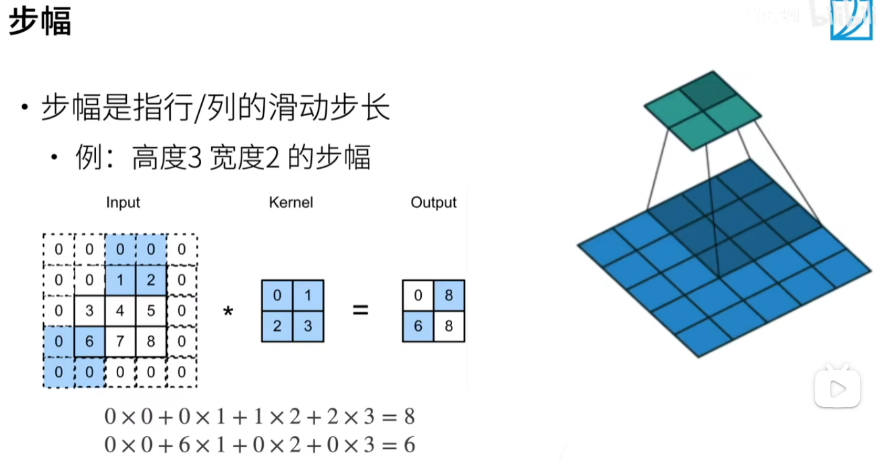 步幅
• 步幅是指行/列的滑动步长
• 例：高度3 宽度2 的步幅
Input Kernel Output
0 0 0 0 0
0 0 1 2 0
0 3 4 5 0
0 6 7 8 0
0 0 0 0 0
*
0 1
2 3
=
0 8
6 8
0×0+0×1+1×2+2×3=8
0×0+6×1+0×2+0×3=6